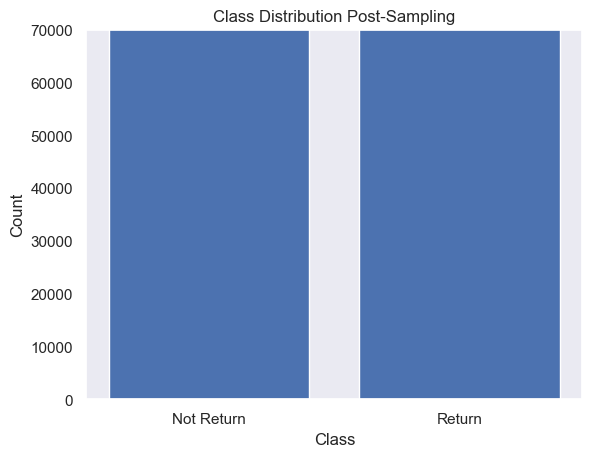 Class Distribution Post-Sampling
70000
60000
50000
40000
30000
20000
10000
0
Count
Not Return
Return
Class